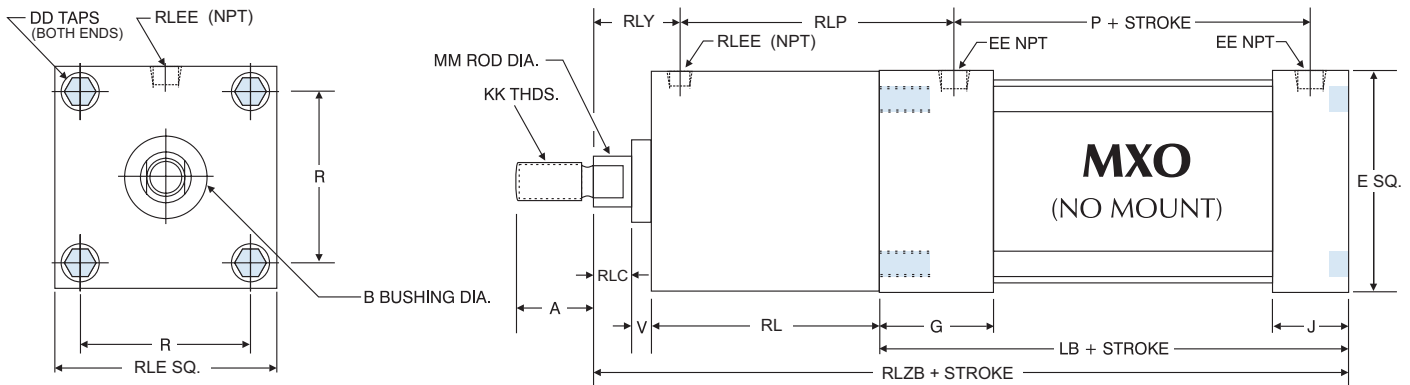 DD TAPS
(BOTH ENDS)
RLEE (NPT)
R
B BUSHING DIA.
R
RLE SQ.
RLY
RLP
P + STROKE
RLEE (NPT)
EE NPT
EE NPT
MM ROD DIA.
KK THDS.
MXO
(NO MOUNT)
E SQ.
RLC
A
V
RL
G
J
LB + STROKE
RLZB + STROKE